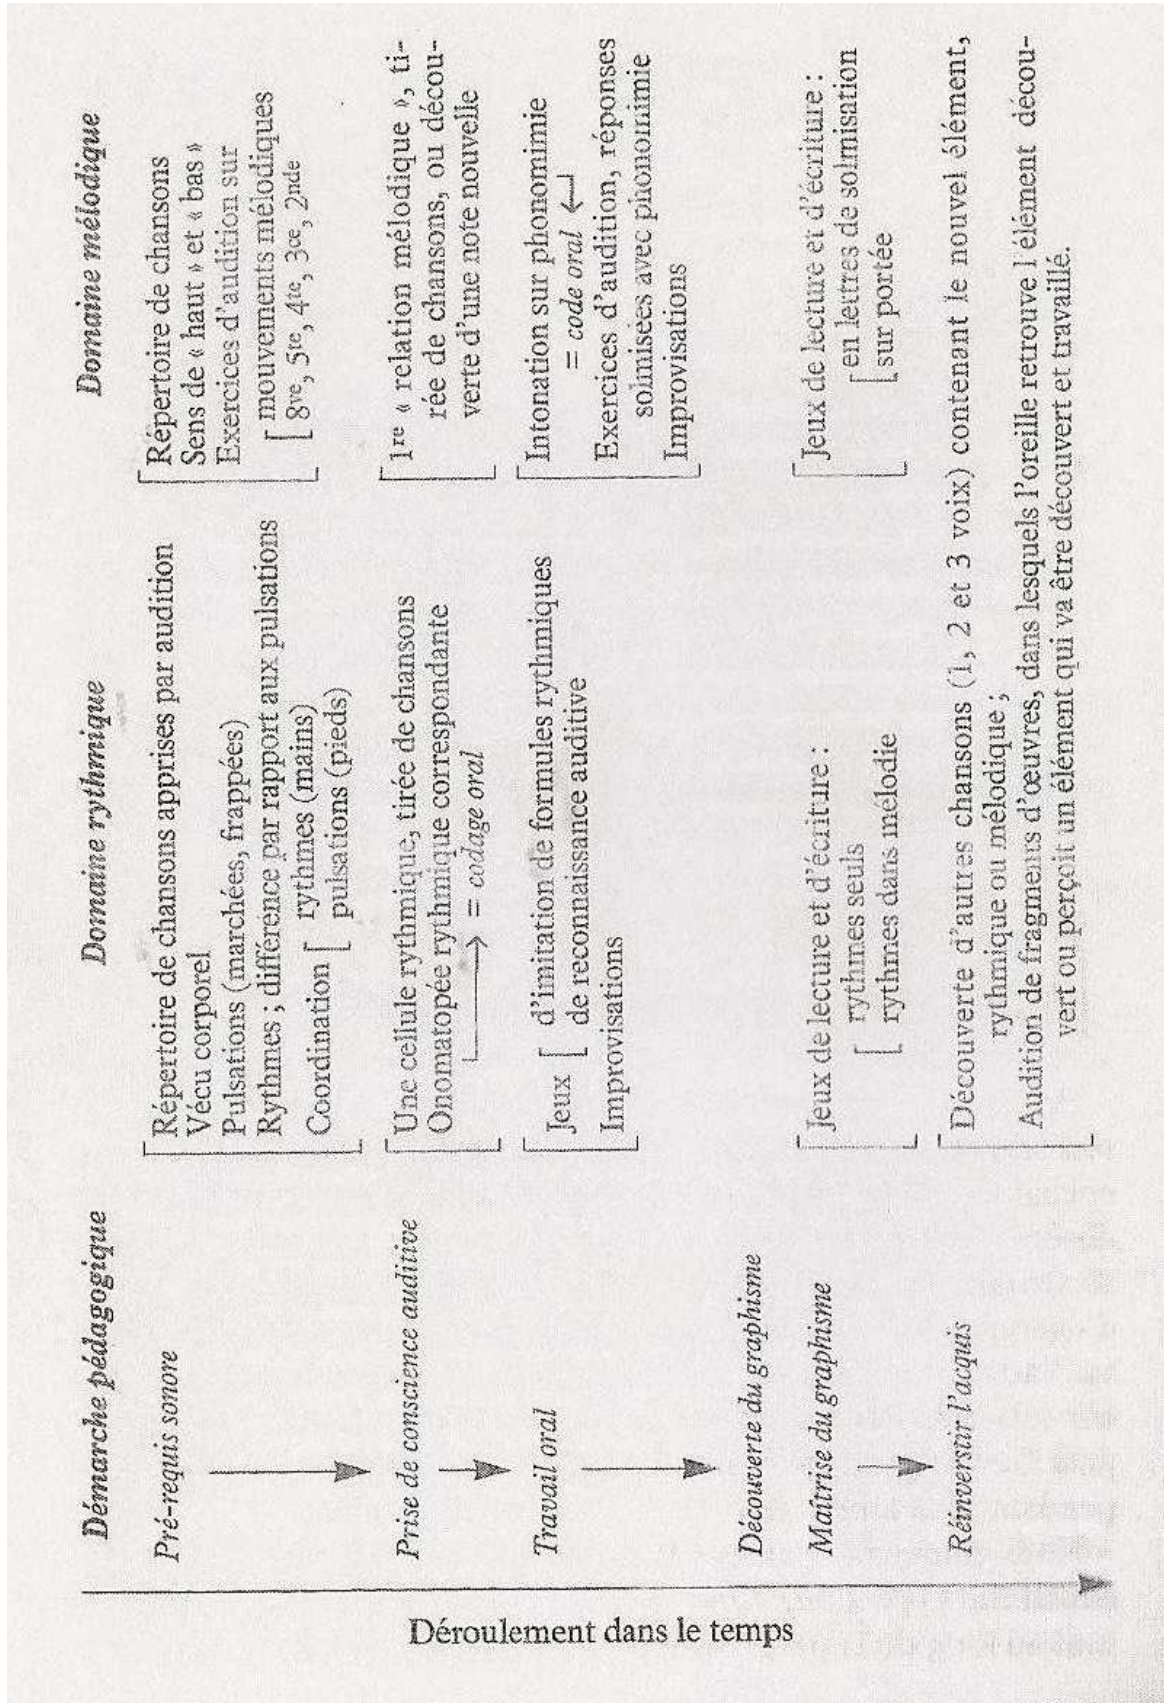 Démarche pédagogique
Domaine rythmique
Domaine mélodique
Pré-requis sonore
Répertoire de chansons apprises par audition
Vécu corporel
Pulsations (marchées, frappées)
Rythmes ; différence par rapport aux pulsations
Coordination
rythmes (mains)
pulsations (pieds)
Répertoire de chansons
Sens de « haut » et « bas »
Exercices d'audition sur
mouvements mélodiques
8ve, 5te, 4te, 3ce, 2nde
Prise de conscience auditive
Une cellule rythmique, tirée de chansons
Onomatopée rythmique correspondante
= codage oral
1re « relation mélodique », ti-
rée de chansons, ou décou-
verte d'une note nouvelle
Travail oral
Jeux
d'imitation de formules rythmiques
de reconnaissance auditive
Improvisations
Intonation sur phonomimie
= code oral
Exercices d'audition, réponses
solmisées avec phonomimie
Improvisations
Découverte du graphisme
Maîtrise du graphisme
Jeux de lecture et d'écriture :
rythmes seuls
rythmes dans mélodie
Jeux de lecture et d'écriture :
en lettres de solmisation
sur portée
Réinverstir l'acquis
Découverte d'autres chansons (1, 2 et 3 voix) contenant le nouvel élément,
rythmique ou mélodique ;
Audition de fragments d'œuvres, dans lesquels l'oreille retrouve l'élément décou-
vert ou perçoit un élément qui va être découvert et travaillé.
Déroulement dans le temps